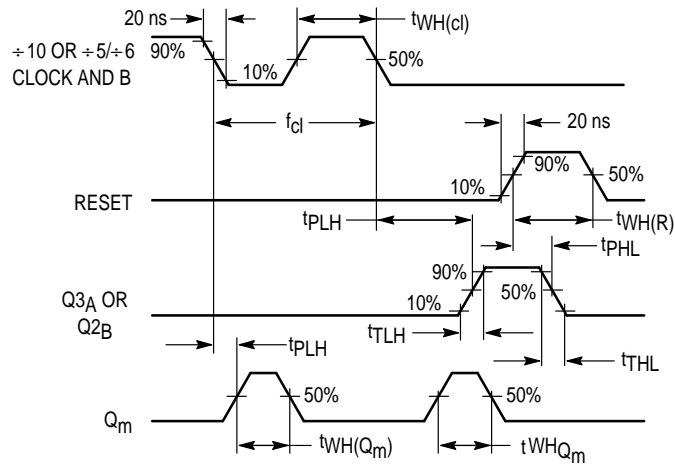 20 ns
tWH(cl)
÷10 OR ÷5/÷6
CLOCK AND B
90%
10%
50%
fcl
20 ns
RESET
10%
90%
50%
tPLH
tWH(R)
tPHL
Q3A OR
Q2B
90%
10%
50%
tTLH
tPLH
tTHL
Qm
50%
50%
tWH(Qm)
tWHQm